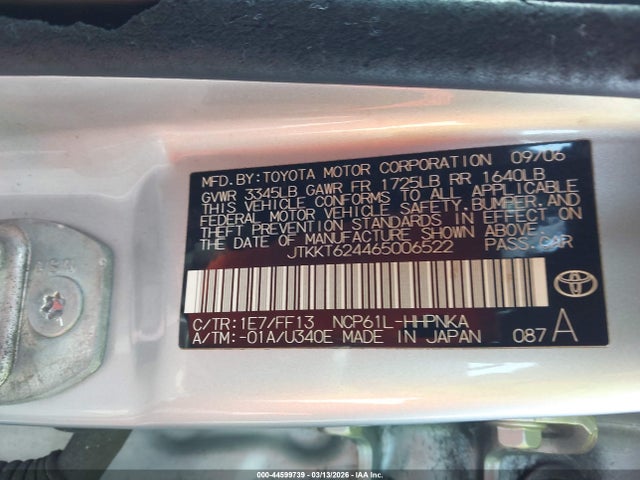 MFD.BY:TOYOTA MOTOR CORPORATION 09/06
GVWR 3345LB GAWR FR 1725LB RR 1640LB
THIS VEHICLE CONFORMS TO ALL APPLICABLE
FEDERAL MOTOR VEHICLE SAFETY,BUMPER,AND
THEFT PREVENTION STANDARDS IN EFFECT ON
THE DATE OF MANUFACTURE SHOWN ABOVE.
JTKKT624465006522 PASS.CAR
C/TR:1E7/FF13 NCP61L-HHPNKA
A/TM:-01A/U340E MADE IN JAPAN 087A
000-44599739 | 03/13/2026 - IAA Inc.